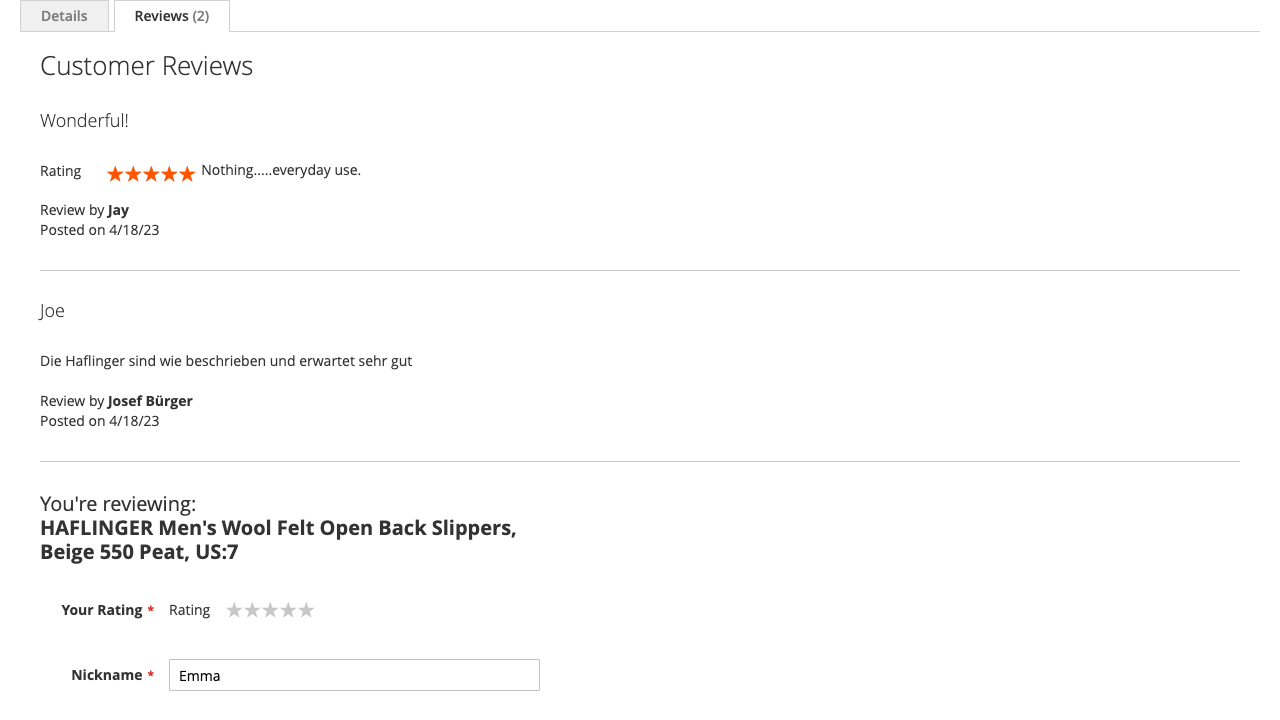 Details
Reviews (2)
Customer Reviews
Wonderful!
Rating
Nothing.....everyday use.
Review by Jay
Posted on 4/18/23
Joe
Die Haflinger sind wie beschrieben und erwartet sehr gut
Review by Josef Bürger
Posted on 4/18/23
You're reviewing:
HAFLINGER Men's Wool Felt Open Back Slippers,
Beige 550 Peat, US:7
Your Rating *
Rating
Nickname *
Emma